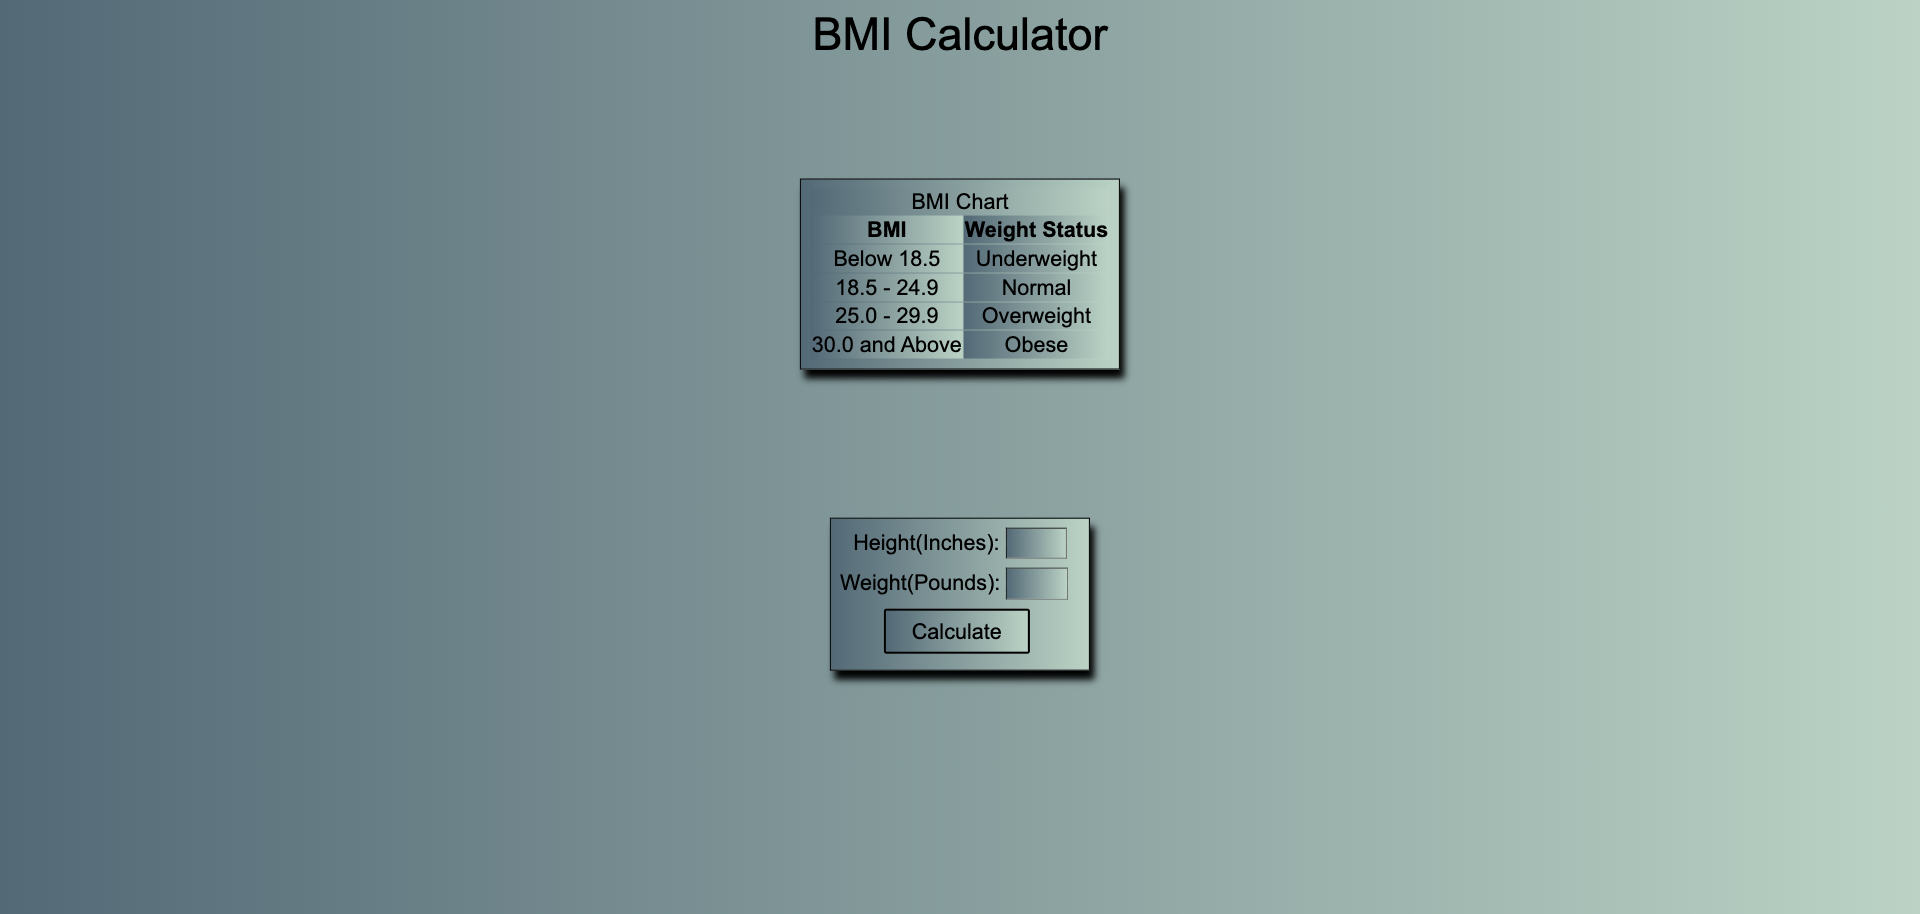 BMI Calculator
BMI Chart
BMI Weight Status
Below 18.5 Underweight
18.5 - 24.9 Normal
25.0 - 29.9 Overweight
30.0 and Above Obese
Height(Inches):
Weight(Pounds):
Calculate